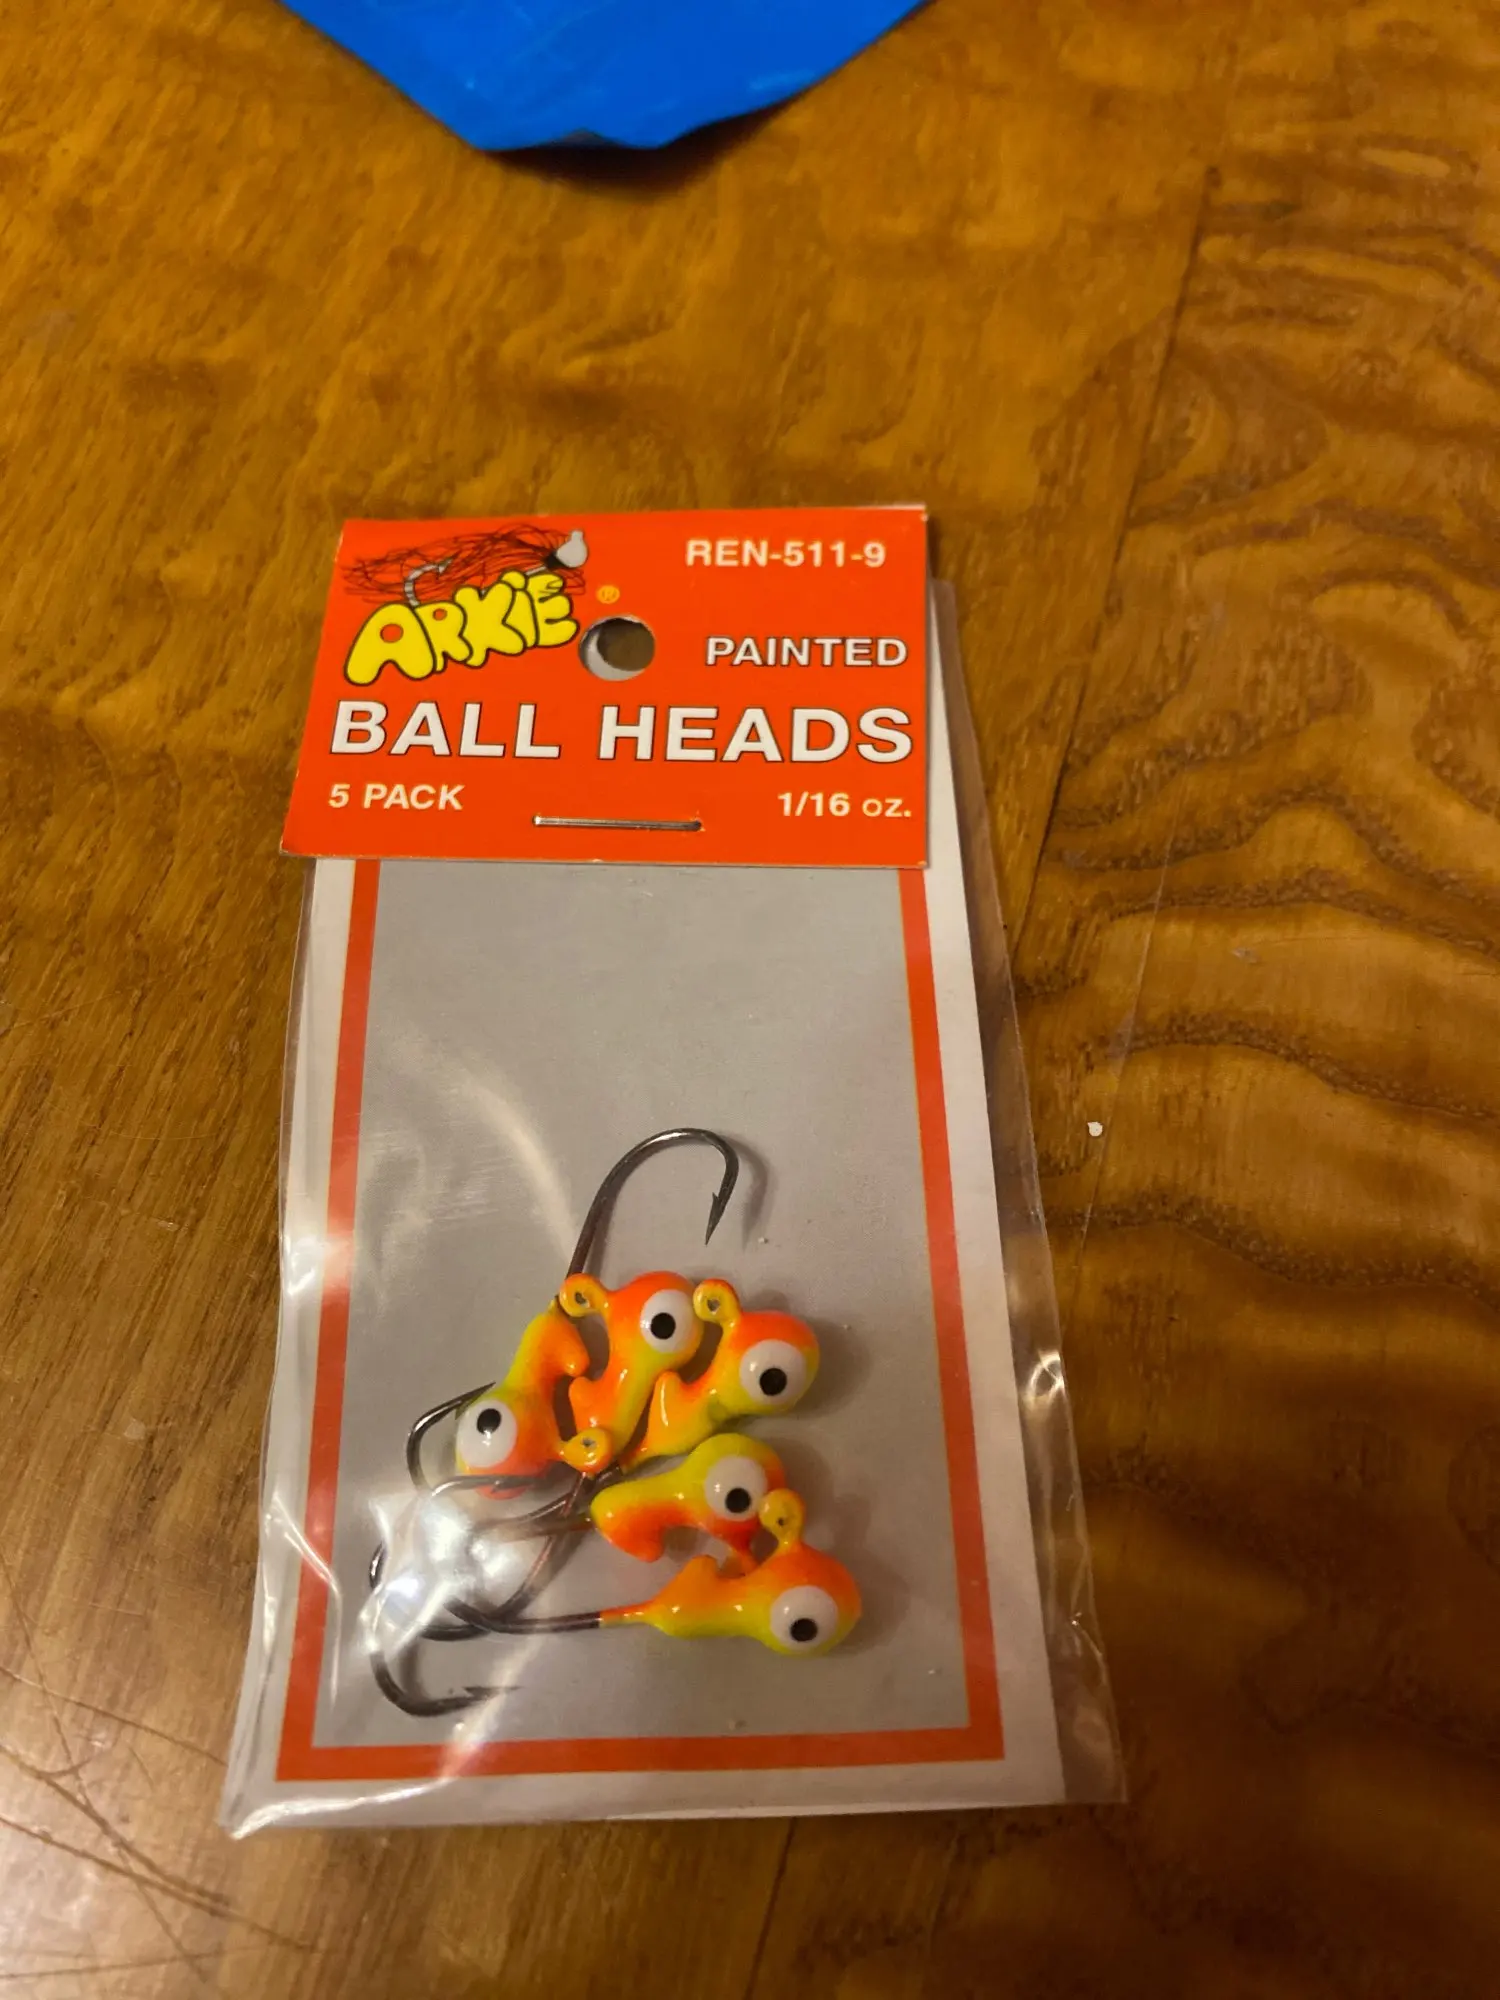 REN-511-9
ARKIE ®
PAINTED
BALL HEADS
5 PACK
1/16 oz.